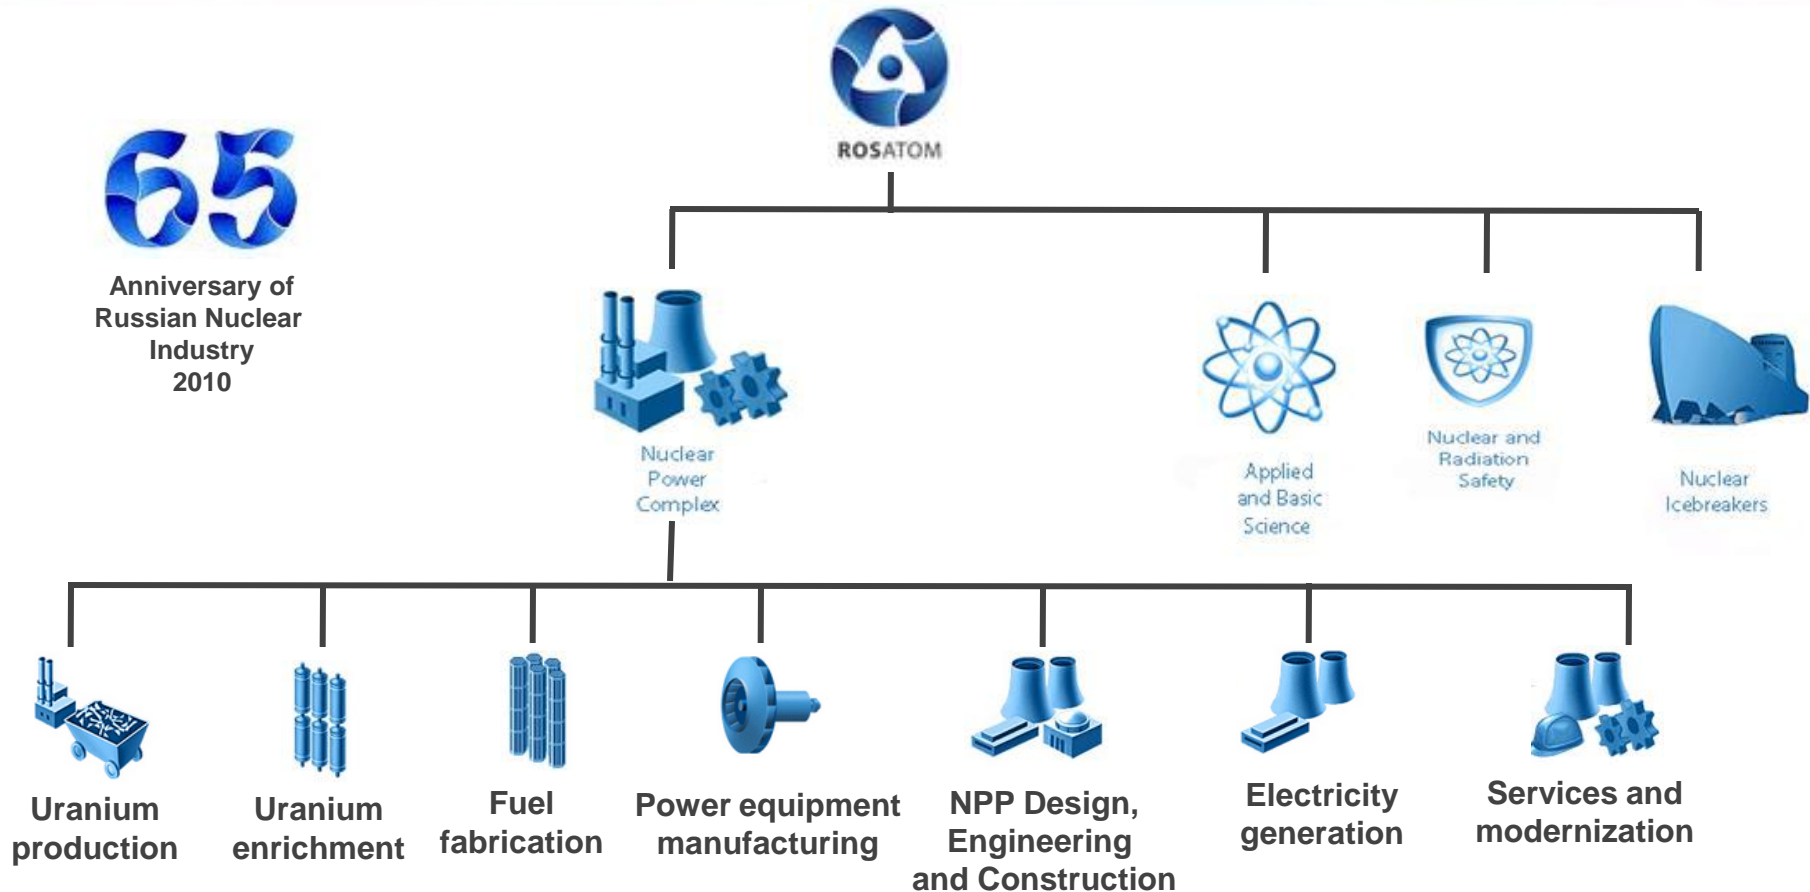 ROSATOM
65
Anniversary of
Russian Nuclear
Industry
2010
Nuclear
Power
Complex
Applied
and Basic
Science
Nuclear and
Radiation
Safety
Nuclear
Icebreakers
Uranium
production
Uranium
enrichment
Fuel
fabrication
Power equipment
manufacturing
NPP Design,
Engineering
and Construction
Electricity
generation
Services and
modernization